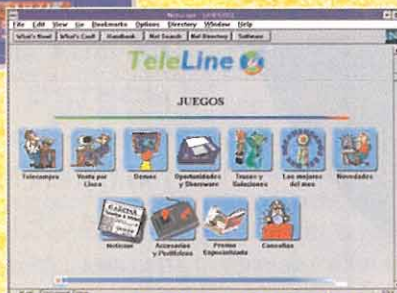 File Edit View Go Bookmarks Options Directory Window Help
What's New! What's Cool! Handbook Net Search Net Directory Software
TeleLine
JUEGOS
Telecompra Venta por Línea Demos Oportunidades y Shareware Trucos y Soluciones Los mejores del mes Novedades
Noticias Accesorios y Periféricos Prensa Especializada Consultas